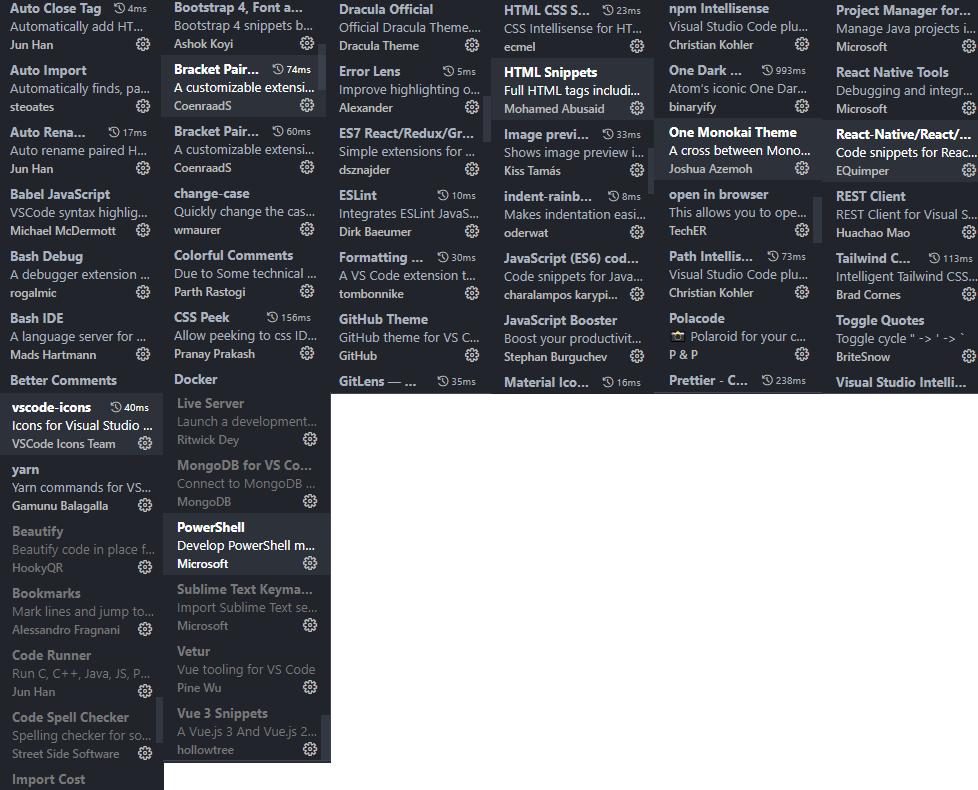 Auto Close Tag 4ms
Automatically add HT...
Jun Han
Auto Import
Automatically finds, pa...
steoates
Auto Rena... 17ms
Auto rename paired H...
Jun Han
Babel JavaScript
VSCode syntax highlig...
Michael McDermott
Bash Debug
A debugger extension ...
rogalmic
Bash IDE
A language server for ...
Mads Hartmann
Better Comments
Bootstrap 4, Font a...
Bootstrap 4 snippets b...
Ashok Koyi
Bracket Pair... 74ms
A customizable extensi...
CoenraadS
Bracket Pair... 60ms
A customizable extensi...
CoenraadS
change-case
Quickly change the cas...
wmaurer
Colorful Comments
Due to Some technical ...
Parth Rastogi
CSS Peek 156ms
Allow peeking to css ID...
Pranay Prakash
Docker
Dracula Official
Official Dracula Theme....
Dracula Theme
Error Lens 5ms
Improve highlighting o...
Alexander
ES7 React/Redux/Gr...
Simple extensions for ...
dsznajder
ESLint 10ms
Integrates ESLint JavaS...
Dirk Baeumer
Formatting ... 30ms
A VS Code extension t...
tombonnike
GitHub Theme
GitHub theme for VS C...
GitHub
GitLens — ... 35ms
HTML CSS S... 23ms
CSS Intellisense for HT...
ecmel
HTML Snippets
Full HTML tags includi...
Mohamed Abusaid
Image previ... 33ms
Shows image preview i...
Kiss Tamás
indent-rainb... 8ms
Makes indentation easi...
oderwat
JavaScript (ES6) cod...
Code snippets for Java...
charalampos karypi...
JavaScript Booster
Boost your productivit...
Stephan Burguchev
Material Ico... 16ms
npm Intellisense
Visual Studio Code plu...
Christian Kohler
One Dark ... 993ms
Atom's iconic One Dar...
binaryify
One Monokai Theme
A cross between Mono...
Joshua Azemoh
open in browser
This allows you to ope...
TechER
Path Intellis... 73ms
Visual Studio Code plu...
Christian Kohler
Polacode
📸 Polaroid for your c...
P & P
Prettier - C... 238ms
Project Manager for...
Manage Java projects i...
Microsoft
React Native Tools
Debugging and integr...
Microsoft
React-Native/React/...
Code snippets for Reac...
EQuimper
REST Client
REST Client for Visual S...
Huachao Mao
Tailwind C... 113ms
Intelligent Tailwind CSS...
Brad Cornes
Toggle Quotes
Toggle cycle " -> ' -> `
BriteSnow
Visual Studio Intelli...
vscode-icons 40ms
Icons for Visual Studio ...
VSCode Icons Team
yarn
Yarn commands for VS...
Gamunu Balagalla
Beautify
Beautify code in place f...
HookyQR
Bookmarks
Mark lines and jump to...
Alessandro Fragnani
Code Runner
Run C, C++, Java, JS, P...
Jun Han
Code Spell Checker
Spelling checker for so...
Street Side Software
Import Cost
Live Server
Launch a development...
Ritwick Dey
MongoDB for VS Co...
Connect to MongoDB ...
MongoDB
PowerShell
Develop PowerShell m...
Microsoft
Sublime Text Keyma...
Import Sublime Text se...
Microsoft
Vetur
Vue tooling for VS Code
Pine Wu
Vue 3 Snippets
A Vue.js 3 And Vue.js 2...
hollowtree